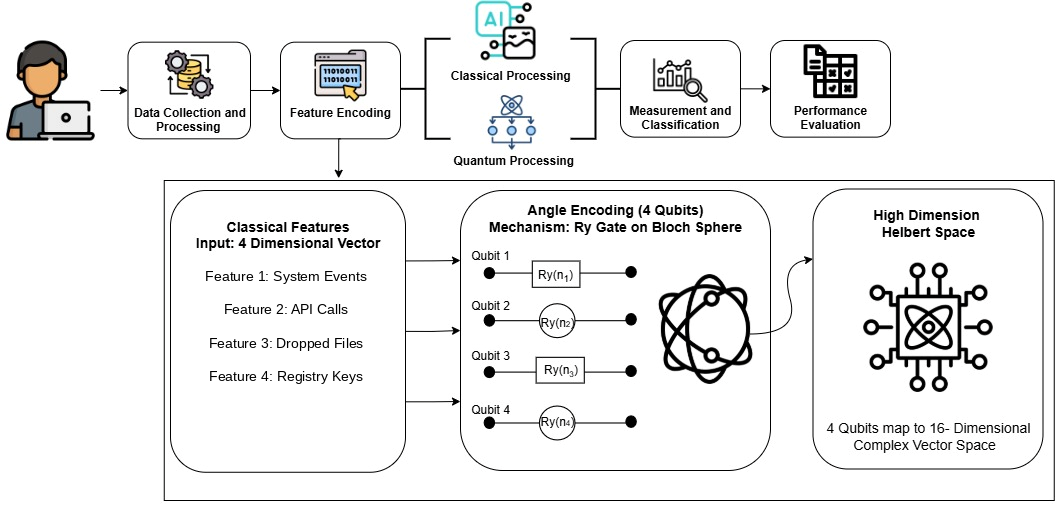 AI
Classical Processing
Data Collection and
Processing
11010011
11010011
Feature Encoding
Quantum Processing
Measurement and
Classification
Performance
Evaluation
Classical Features
Input: 4 Dimensional Vector
Feature 1: System Events
Feature 2: API Calls
Feature 3: Dropped Files
Feature 4: Registry Keys
Angle Encoding (4 Qubits)
Mechanism: Ry Gate on Bloch Sphere
Qubit 1
Ry(n1)
Qubit 2
Ry(n2)
Qubit 3
Ry(n3)
Qubit 4
Ry(n4)
High Dimension
Helbert Space
4 Qubits map to 16- Dimensional
Complex Vector Space